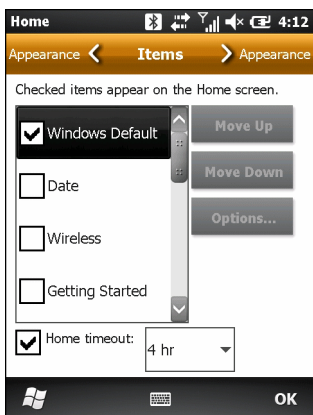 Home 4:12
Appearance Items Appearance
Checked items appear on the Home screen.
Windows Default
Date
Wireless
Getting Started
Move Up
Move Down
Options...
Home timeout: 4 hr
OK